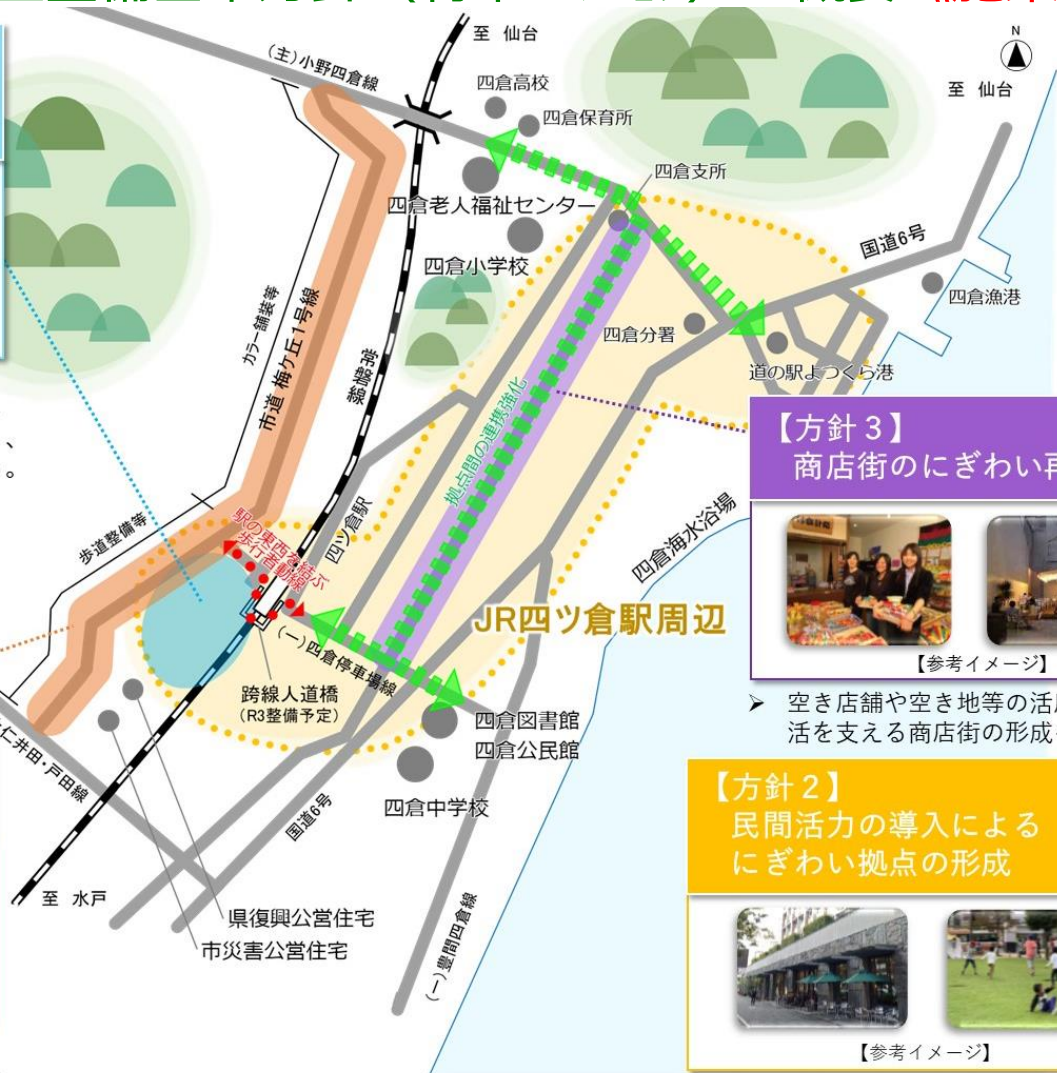 至 仙台
N
(主)小野四倉線
四倉高校
至 仙台
四倉保育所
四倉支所
四倉老人福祉センター
国道6号
四倉小学校
四倉漁港
カラー舗装等
市道 梅ケ丘1号線
常磐線
四倉分署
道の駅よつくら港
拠点間の連携強化
【方針3】
商店街のにぎわい再
、
。
四ツ倉駅
四倉海水浴場
歩道整備等
駅の東西を結ぶ
歩行者動線
JR四ツ倉駅周辺
(一)四倉停車場線
【参考イメージ】
跨線人道橋
(R3整備予定)
四倉図書館
四倉公民館
空き店舗や空き地等の活
活を支える商店街の形成
仁井田・戸田線
四倉中学校
国道6号
【方針2】
民間活力の導入による
にぎわい拠点の形成
至 水戸
県復興公営住宅
市災害公営住宅
(一)豊間四倉線
【参考イメージ】